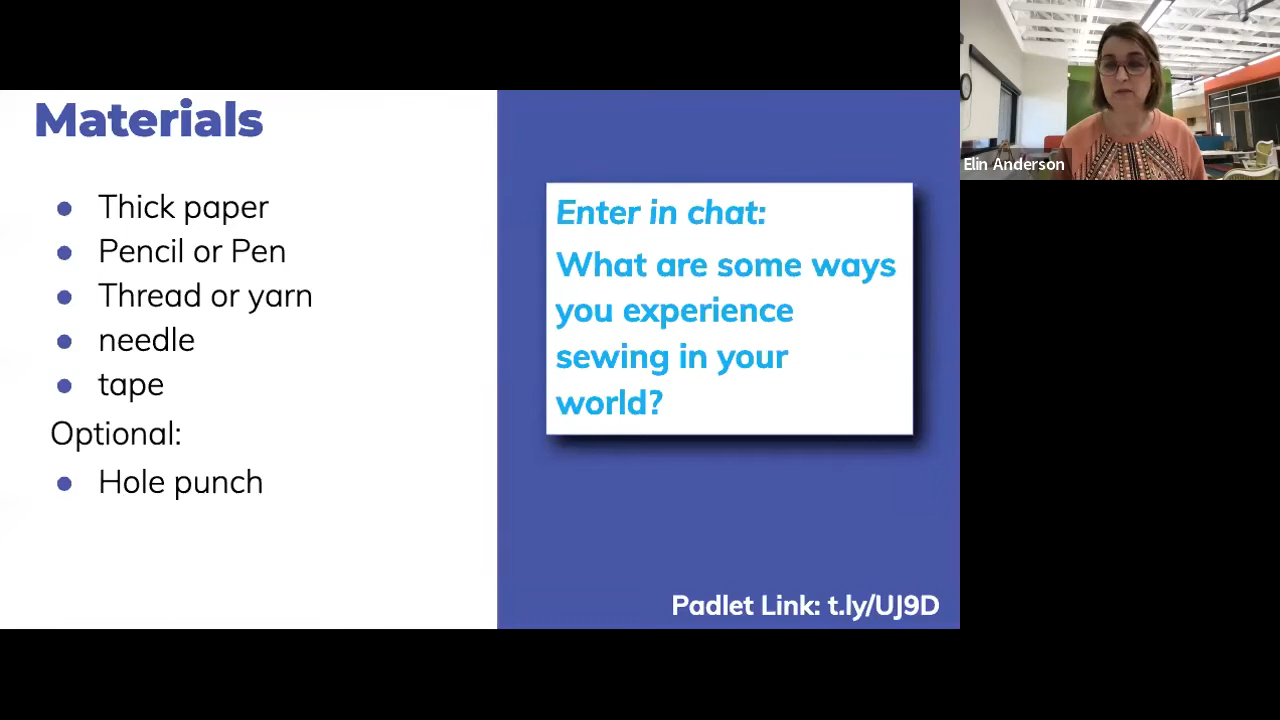 Materials
Thick paper
Pencil or Pen
Thread or yarn
needle
tape
Optional:
Hole punch
Enter in chat:
What are some ways
you experience
sewing in your
world?
Padlet Link: t.ly/UJ9D
Elin Anderson